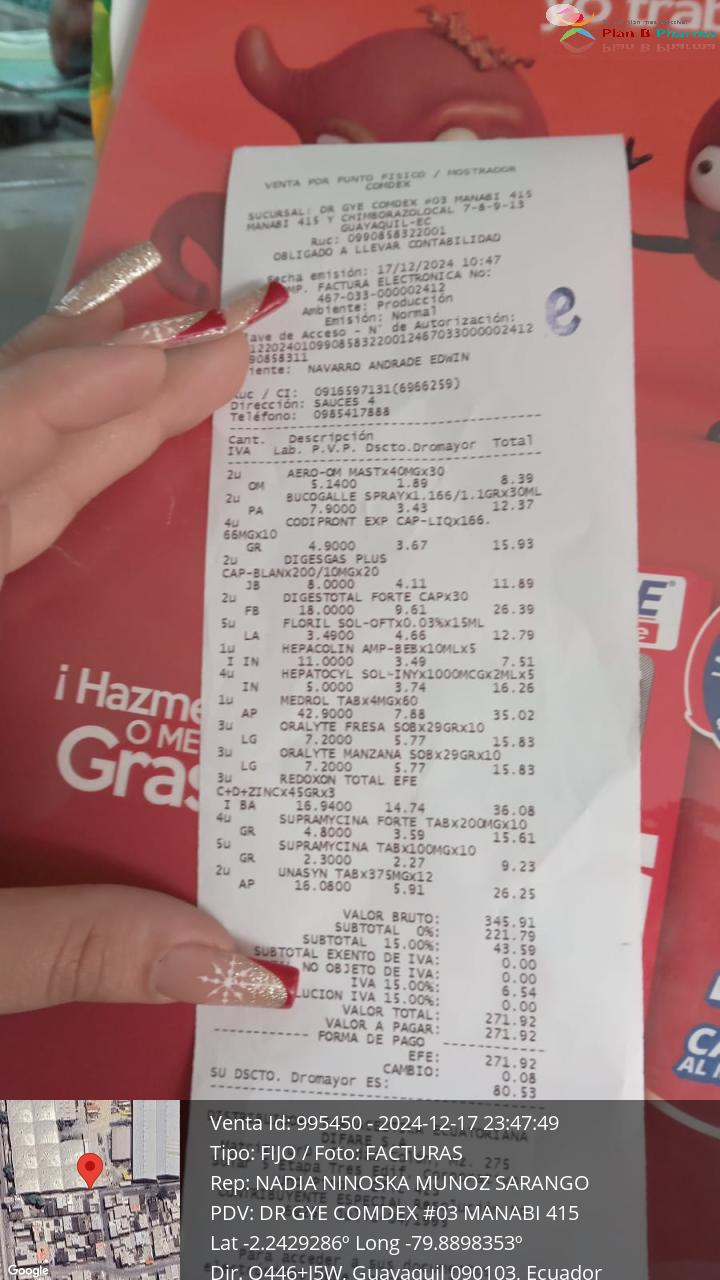 yo trab
Plan B Pharma
VENTA POR PUNTO FISICO / MOSTRADOR
COMDEX
SUCURSAL: DR GYE COMDEX #03 MANABI 415
MANABI 415 Y CHIMBORAZOLOCAL 7-8-9-13
GUAYAQUIL-EC
Ruc: 0990858322001
OBLIGADO A LLEVAR CONTABILIDAD
Fecha emisión: 17/12/2024 10:47
MP. FACTURA ELECTRONICA No:
467-033-000002412
Ambiente: Producción
Emisión: Normal
lave de Acceso - N° de Autorización:
1220240109908583220012467033000002412
90858311
iente: NAVARRO ANDRADE EDWIN
e
Ruc / CI: 0916597131(6966259)
Dirección: SAUCES 4
Teléfono: 0985417888
Cant. Descripción
IVA Lab. P.V.P. Dscto.Dromayor Total
2u AERO-OM MASTx40MGx30
OM 5.1400 1.89 8.39
2u BUCOGALLE SPRAYx1.166/1.1GRx30ML
PA 7.9000 3.43 12.37
4u CODIPRONT EXP CAP-LIQx166.
66MGx10
GR 4.9000 3.67 15.93
2u DIGESGAS PLUS
CAP-BLANx200/10MGx20
JB 8.0000 4.11 11.89
2u DIGESTOTAL FORTE CAPx30
FB 18.0000 9.61 26.39
5u FLORIL SOL-OFTx0.03%x15ML
LA 3.4900 4.66 12.79
1u HEPACOLIN AMP-BEBx10MLx5
I IN 11.0000 3.49 7.51
4u HEPATOCYL SOL-INYx1000MCGx2MLx5
IN 5.0000 3.74 16.26
1u MEDROL TABx4MGx60
AP 42.9000 7.88 35.02
3u ORALYTE FRESA SOBx29GRx10
LG 7.2000 5.77 15.83
3u ORALYTE MANZANA SOBx29GRx10
LG 7.2000 5.77 15.83
3u REDOXON TOTAL EFE
C+D+ZINCx45GRx3
I BA 16.9400 14.74 36.08
4u SUPRAMYCINA FORTE TABx200MGx10
GR 4.8000 3.59 15.61
5u SUPRAMYCINA TABx100MGx10
GR 2.3000 2.27 9.23
2u UNASYN TABx375MGx12
AP 16.0800 5.91 26.25
VALOR BRUTO: 345.91
SUBTOTAL 0%: 221.79
SUBTOTAL 15.00%: 43.59
SUBTOTAL EXENTO DE IVA: 0.00
NO OBJETO DE IVA: 0.00
IVA 15.00%: 6.54
LUCION IVA 15.00%: 0.00
VALOR TOTAL: 271.92
VALOR A PAGAR: 271.92
FORMA DE PAGO
EFE: 271.92
CAMBIO: 0.08
SU DSCTO. Dromayor ES: 80.53
¡Hazme
O ME
Gras
Venta Id: 995450 - 2024-12-17 23:47:49
Tipo: FIJO / Foto: FACTURAS
Rep: NADIA NINOSKA MUNOZ SARANGO
PDV: DR GYE COMDEX #03 MANABI 415
Lat -2.2429286º Long -79.8898353º
Dir. Q446+J5W, Guayaquil 090103, Ecuador
Google